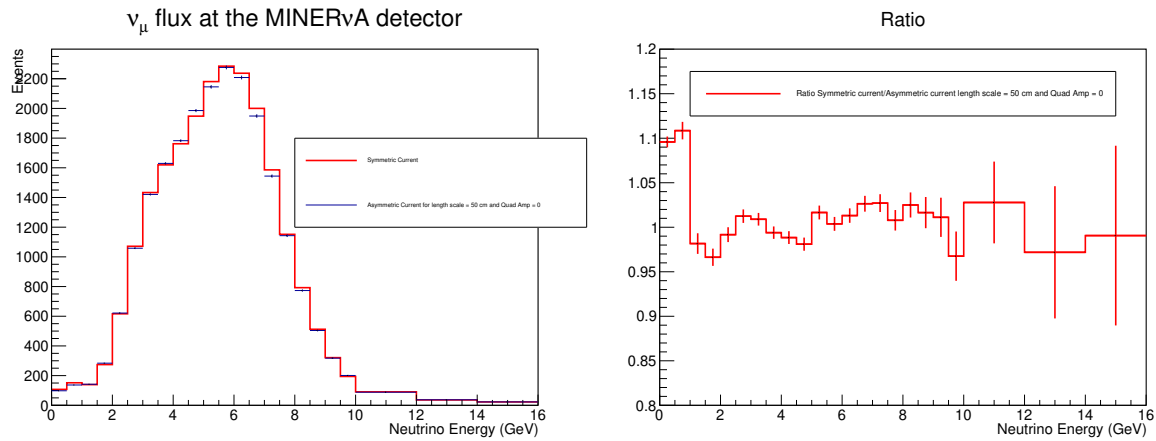 νμ flux at the MINERνA detector
Events
2200
2000
1800
1600
1400
1200
1000
800
600
400
200
0
0 2 4 6 8 10 12 14 16
Neutrino Energy (GeV)
Symmetric Current
Asymmetric Current for length scale = 50 cm and Quad Amp = 0
Ratio
1.2
1.15
1.1
1.05
1
0.95
0.9
0.85
0.8
0 2 4 6 8 10 12 14 16
Neutrino Energy (GeV)
Ratio Symmetric current/Asymmetric current length scale = 50 cm and Quad Amp = 0